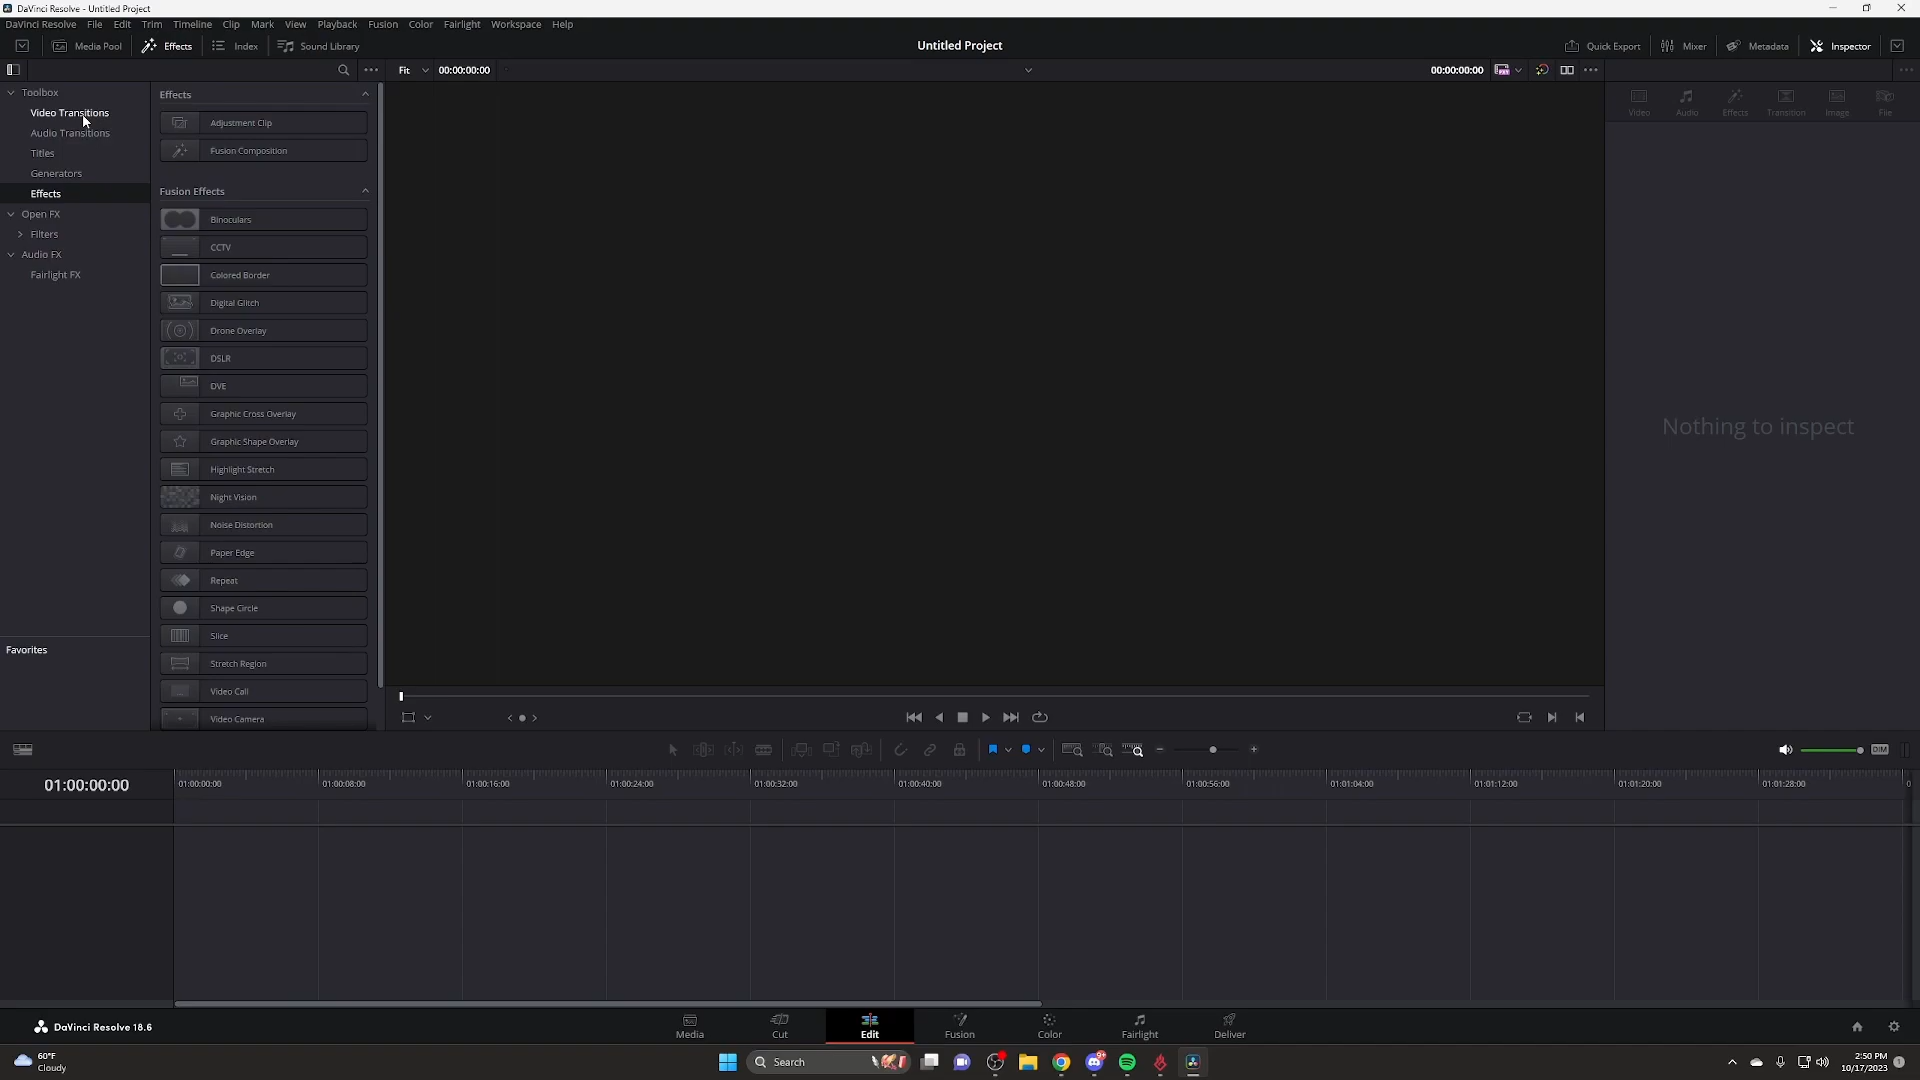 DaVinci Resolve - Untitled Project
DaVinci Resolve File Edit Trim Timeline Clip Mark View Playback Fusion Color Fairlight Workspace Help
Media Pool Effects Index Sound Library Untitled Project Quick Export Mixer Metadata Inspector
Fit 00:00:00:00 00:00:00:00
Toolbox
Video Transitions
Audio Transitions
Titles
Generators
Effects
Open FX
Filters
Audio FX
Fairlight FX
Favorites
Effects
Adjustment Clip
Fusion Composition
Fusion Effects
Binoculars
CCTV
Colored Border
Digital Glitch
Drone Overlay
DSLR
DVE
Graphic Cross Overlay
Graphic Shape Overlay
Highlight Stretch
Night Vision
Noise Distortion
Paper Edge
Repeat
Shape Circle
Slice
Stretch Region
Video Call
Video Camera
Video Audio Effects Transition Image File
Nothing to inspect
DIM
01:00:00:00
01:00:00:00 01:00:08:00 01:00:16:00 01:00:24:00 01:00:32:00 01:00:40:00 01:00:48:00 01:00:56:00 01:01:04:00 01:01:12:00 01:01:20:00 01:01:28:00
DaVinci Resolve 18.6
Media Cut Edit Fusion Color Fairlight Deliver
60°F
Cloudy
Search
2:50 PM
10/17/2023